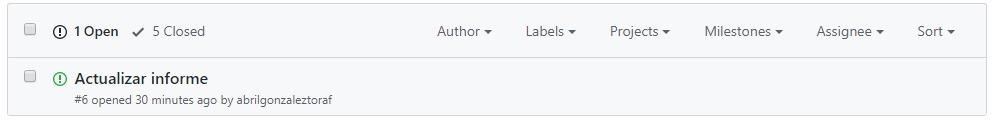 1 Open 5 Closed Author Labels Projects Milestones Assignee Sort
Actualizar informe
#6 opened 30 minutes ago by abrilgonzaleztoraf